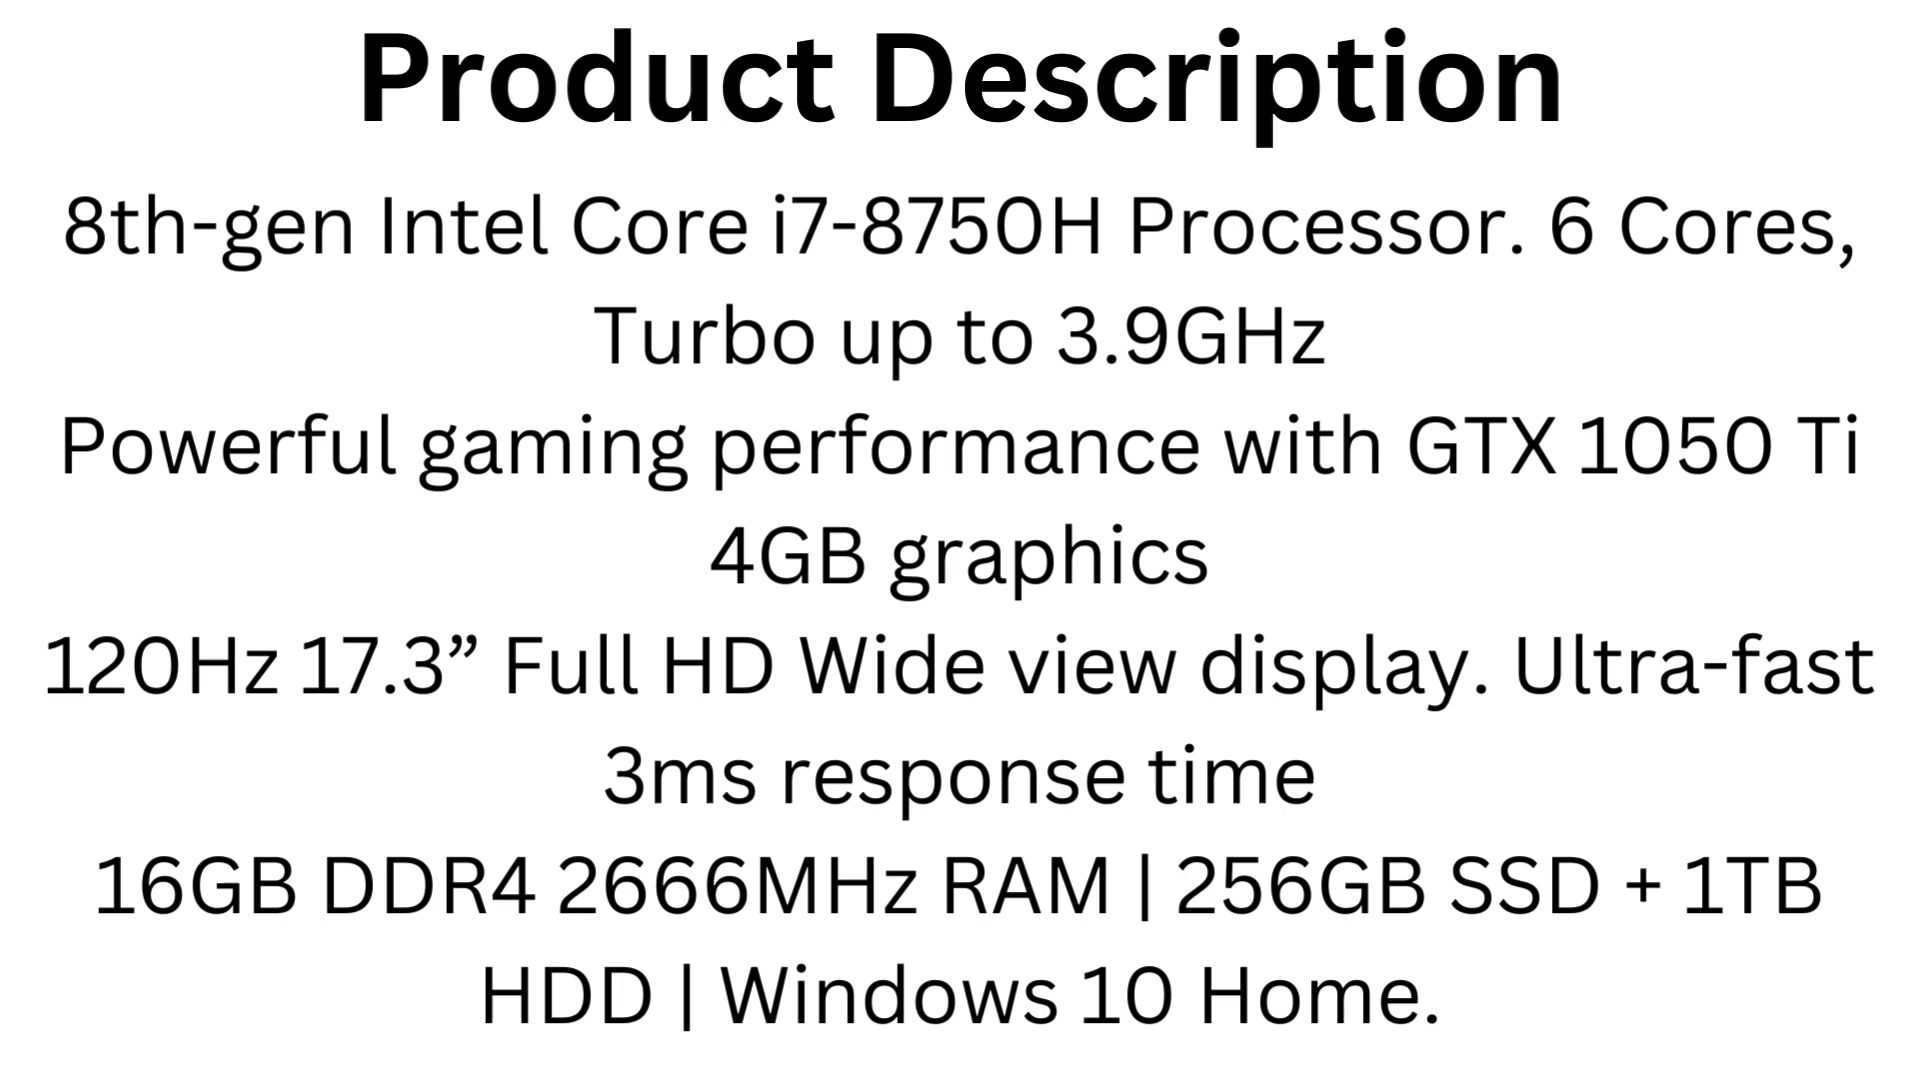 Product Description
8th-gen Intel Core i7-8750H Processor. 6 Cores,
Turbo up to 3.9GHz
Powerful gaming performance with GTX 1050 Ti
4GB graphics
120Hz 17.3” Full HD Wide view display. Ultra-fast
3ms response time
16GB DDR4 2666MHz RAM | 256GB SSD + 1TB
HDD | Windows 10 Home.